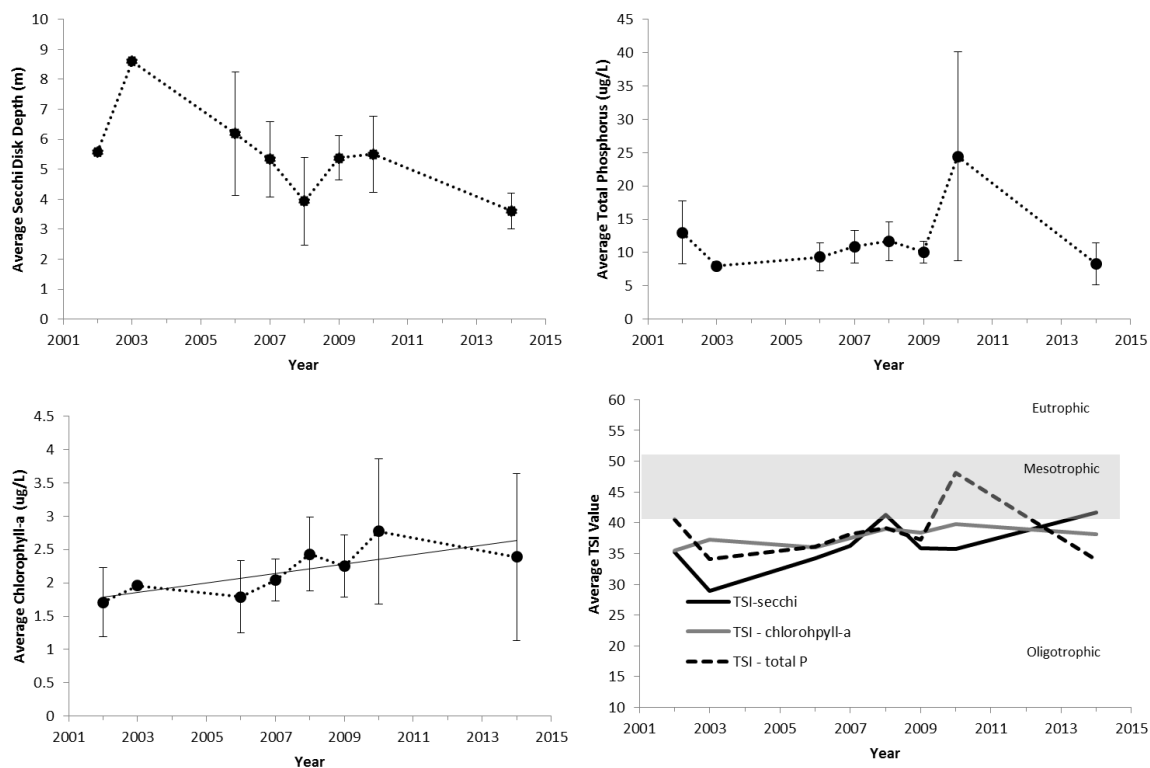 10
9
8
7
6
5
4
3
2
1
0
Average Secchi Disk Depth (m)
2001 2003 2005 2007 2009 2011 2013 2015
Year
45
40
35
30
25
20
15
10
5
0
Average Total Phosphorus (ug/L)
2001 2003 2005 2007 2009 2011 2013 2015
Year
4.5
4
3.5
3
2.5
2
1.5
1
0.5
0
Average Chlorophyll-a (ug/L)
2001 2003 2005 2007 2009 2011 2013 2015
Year
60
55
50
45
40
35
30
25
20
15
10
Average TSI Value
Eutrophic
Mesotrophic
TSI-secchi
TSI - chlorohpyll-a
Oligotrophic
TSI - total P
2001 2003 2005 2007 2009 2011 2013 2015
Year